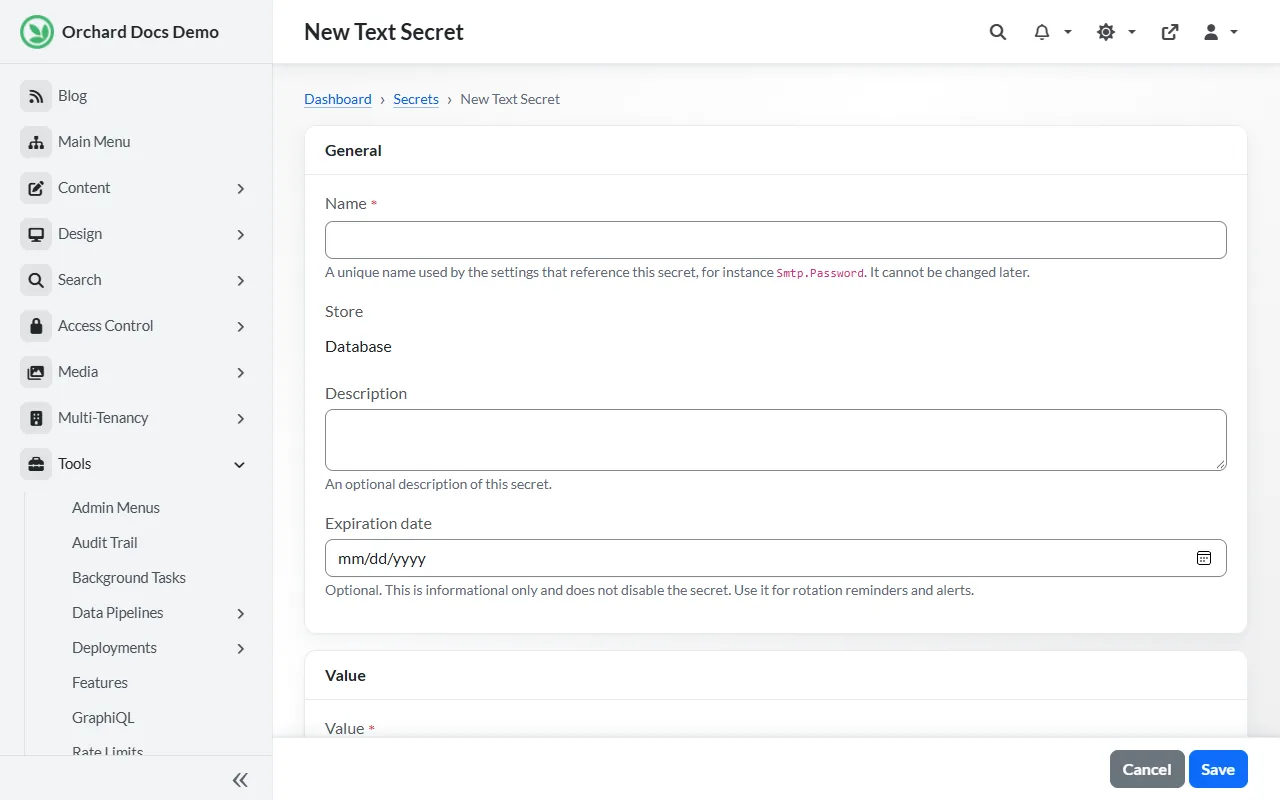 Orchard Docs Demo
New Text Secret
Blog
Main Menu
Content
Design
Search
Access Control
Media
Multi-Tenancy
Tools
Admin Menus
Audit Trail
Background Tasks
Data Pipelines
Deployments
Features
GraphiQL
Rate Limits
Dashboard › Secrets › New Text Secret
General
Name *
A unique name used by the settings that reference this secret, for instance Smtp.Password. It cannot be changed later.
Store
Database
Description
An optional description of this secret.
Expiration date
mm/dd/yyyy
Optional. This is informational only and does not disable the secret. Use it for rotation reminders and alerts.
Value
Value *
Cancel Save